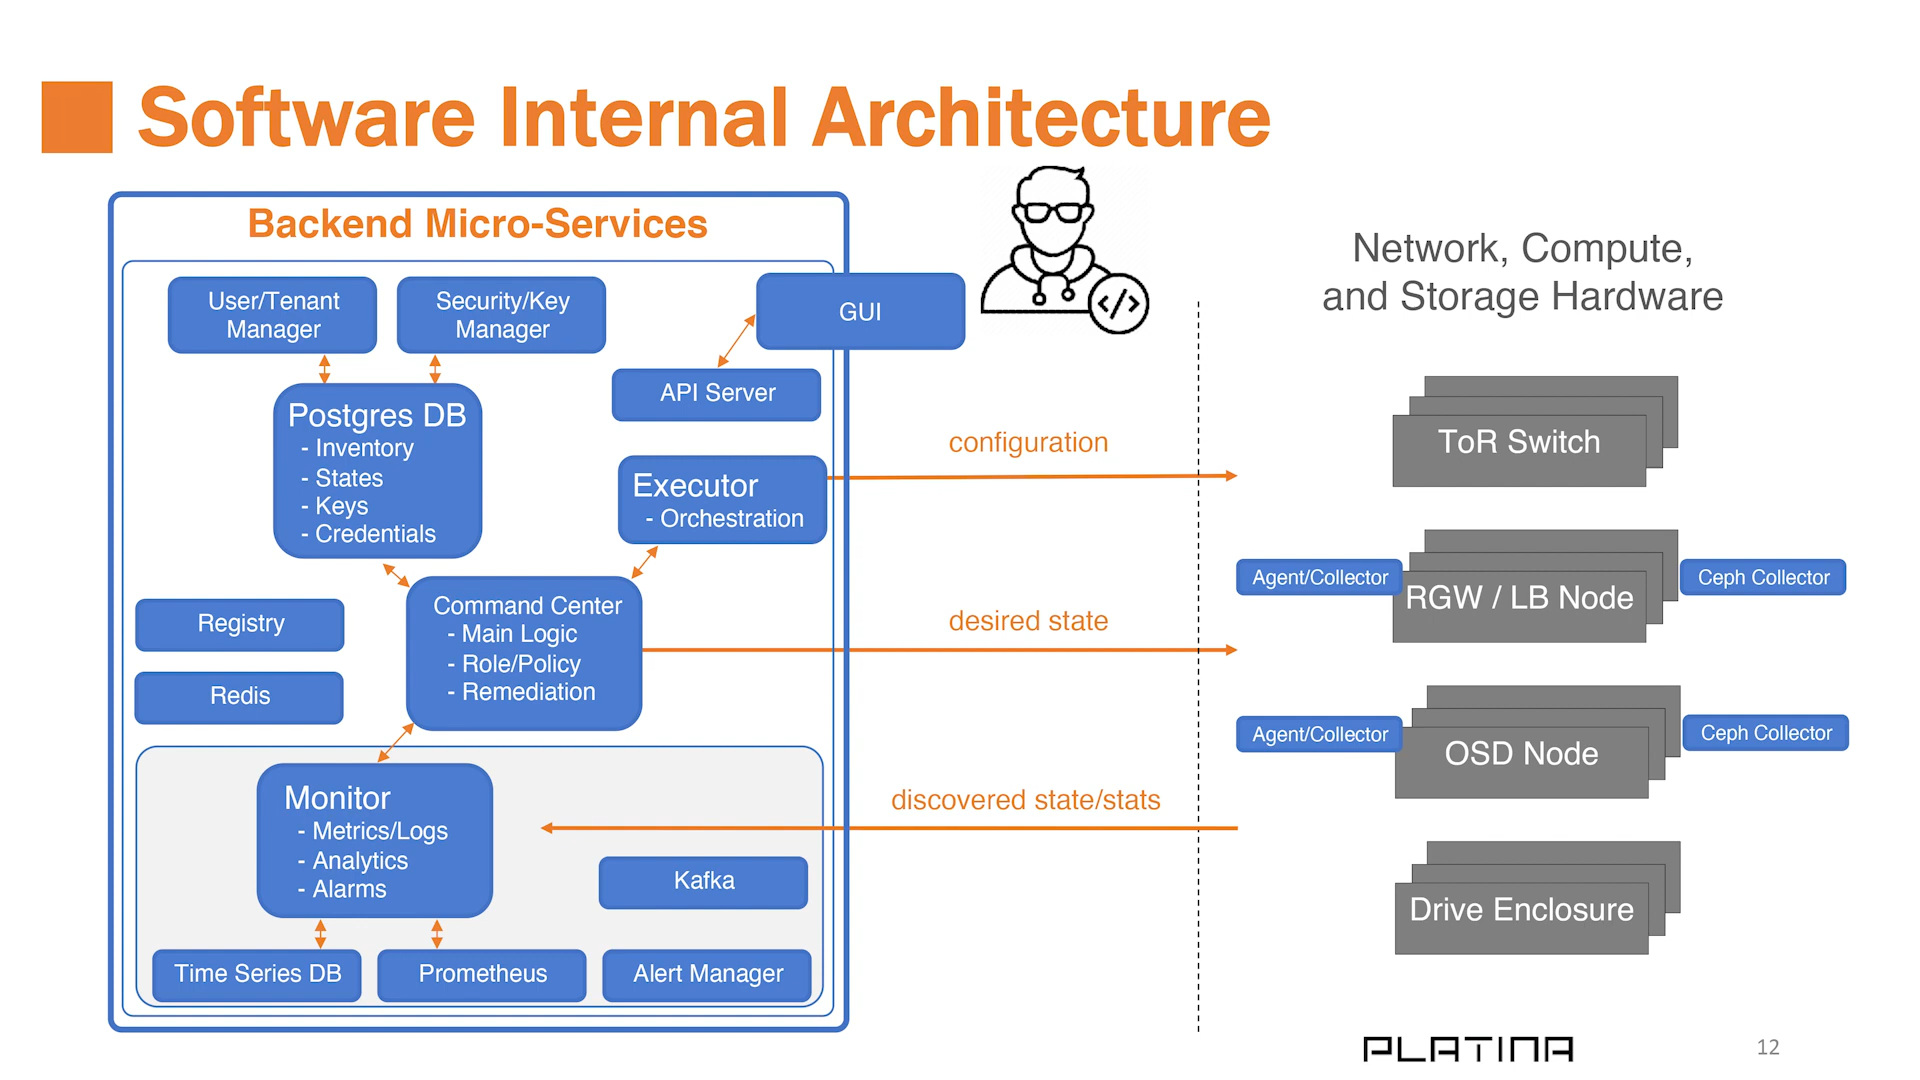 Software Internal Architecture
Backend Micro-Services
User/Tenant
Manager
Security/Key
Manager
GUI
API Server
Postgres DB
- Inventory
- States
- Keys
- Credentials
Executor
- Orchestration
Command Center
- Main Logic
- Role/Policy
- Remediation
Registry
Redis
Monitor
- Metrics/Logs
- Analytics
- Alarms
Kafka
Time Series DB
Prometheus
Alert Manager
</>
configuration
desired state
discovered state/stats
Network, Compute,
and Storage Hardware
ToR Switch
Agent/Collector
RGW / LB Node
Ceph Collector
Agent/Collector
OSD Node
Ceph Collector
Drive Enclosure
PLATINA
12